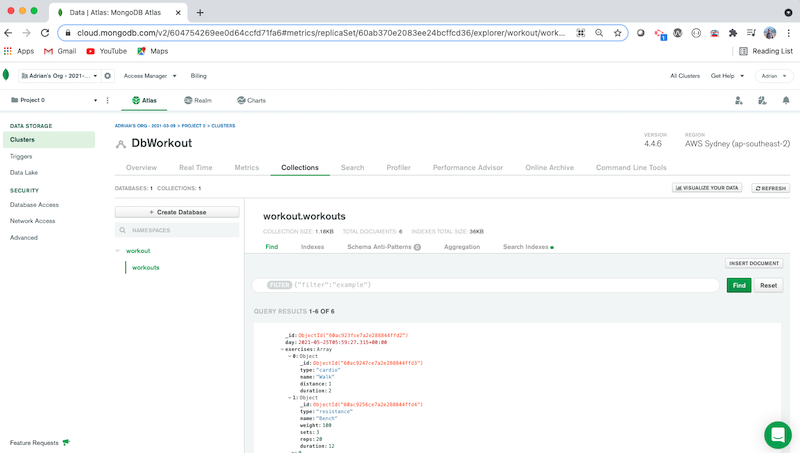 Data | Atlas: MongoDB Atlas
cloud.mongodb.com/v2/604754269ee0d64ccfd71fa6#metrics/replicaSet/60ab370e2083ee24bcffcd36/explorer/workout/work...
Apps Gmail YouTube Maps Reading List
Adrian's Org - 2021-... Access Manager Billing All Clusters Get Help Adrian
Project 0 Atlas Realm Charts
DATA STORAGE
Clusters
Triggers
Data Lake
SECURITY
Database Access
Network Access
Advanced
Feature Requests
ADRIAN'S ORG - 2021-03-09 > PROJECT 0 > CLUSTERS
DbWorkout
VERSION REGION
4.4.6 AWS Sydney (ap-southeast-2)
Overview Real Time Metrics Collections Search Profiler Performance Advisor Online Archive Command Line Tools
DATABASES: 1 COLLECTIONS: 1
VISUALIZE YOUR DATA REFRESH
+ Create Database
NAMESPACES
workout
workouts
workout.workouts
COLLECTION SIZE: 1.18KB TOTAL DOCUMENTS: 6 INDEXES TOTAL SIZE: 36KB
Find Indexes Schema Anti-Patterns 0 Aggregation Search Indexes
INSERT DOCUMENT
FILTER {"filter":"example"} Find Reset
QUERY RESULTS 1-6 OF 6
_id: ObjectId("60ac923fce7a2e288844ffd2")
day: 2021-05-25T05:59:27.315+00:00
exercises: Array
0: Object
_id: ObjectId("60ac9247ce7a2e288844ffd3")
type: "cardio"
name: "Walk"
distance: 1
duration: 2
1: Object
_id: ObjectId("60ac9256ce7a2e288844ffd4")
type: "resistance"
name: "Bench"
weight: 100
sets: 3
reps: 20
duration: 12